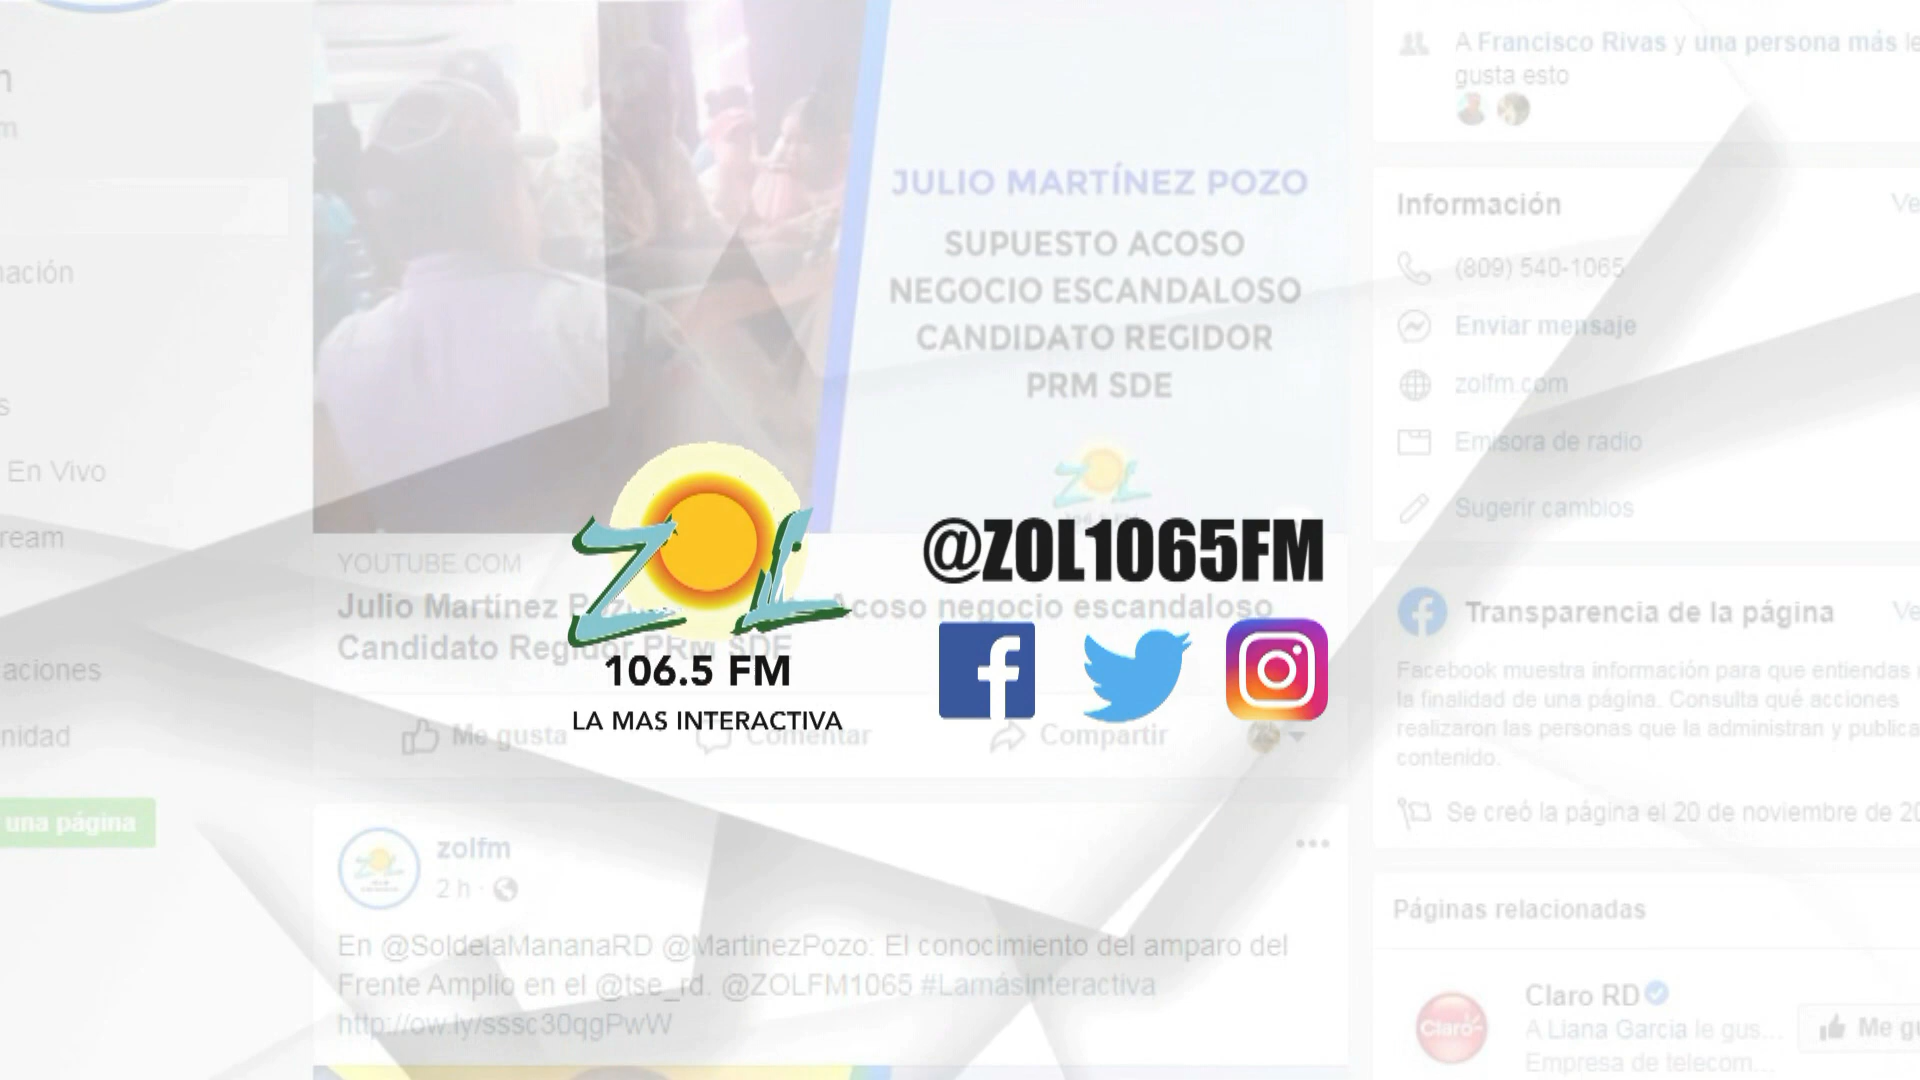 A Francisco Rivas y una persona más le
gusta esto
JULIO MARTÍNEZ POZO
SUPUESTO ACOSO
NEGOCIO ESCANDALOSO
CANDIDATO REGIDOR
PRM SDE
Información
(809) 540-1065
Enviar mensaje
zolfm.com
Emisora de radio
Sugerir cambios
En Vivo
ZOL
106.5 FM
LA MAS INTERACTIVA
@ZOL1065FM
YOUTUBE.COM
Julio Martínez Acoso negocio escandaloso
Candidato Regidor PRM SDE
Me gusta
Comentar
Compartir
Transparencia de la página
Facebook muestra información para que entiendas
la finalidad de una página. Consulta qué acciones
realizaron las personas que la administran y publica
contenido.
Se creó la página el 20 de noviembre de 20
una página
zolfm
2 h ·
En @SoldelaMananaRD @MartinezPozo: El conocimiento del amparo del
Frente Amplio en el @tse_rd. @ZOLFM1065 #Lamásinteractiva
http://ow.ly/sssc30qgPwW
Páginas relacionadas
Claro RD
Claro
A Liana Garcia le gus...
Empresa de telecom...
Me gu